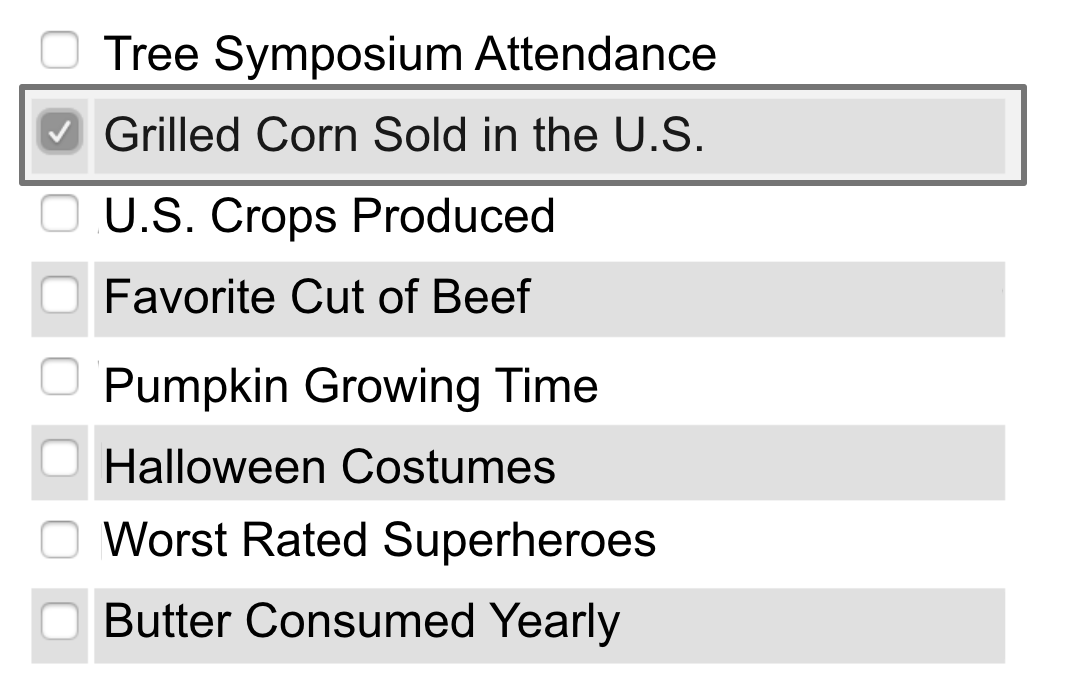 Tree Symposium Attendance
Grilled Corn Sold in the U.S.
U.S. Crops Produced
Favorite Cut of Beef
Pumpkin Growing Time
Halloween Costumes
Worst Rated Superheroes
Butter Consumed Yearly